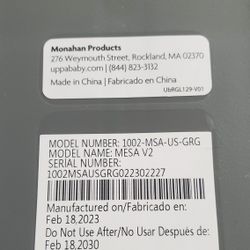 Monahan Products
276 Weymouth Street, Rockland, MA 02370
uppababy.com | (844) 823-3132
Made in China | Fabricado en China
UbRGL129-V01
MODEL NUMBER: 1002-MSA-US-GRG
MODEL NAME: MESA V2
SERIAL NUMBER:
1002MSAUSGRG022302227
Manufactured on/Fabricado en:
Feb 18,2023
Do Not Use After/No Usar Después de:
Feb 18,2030